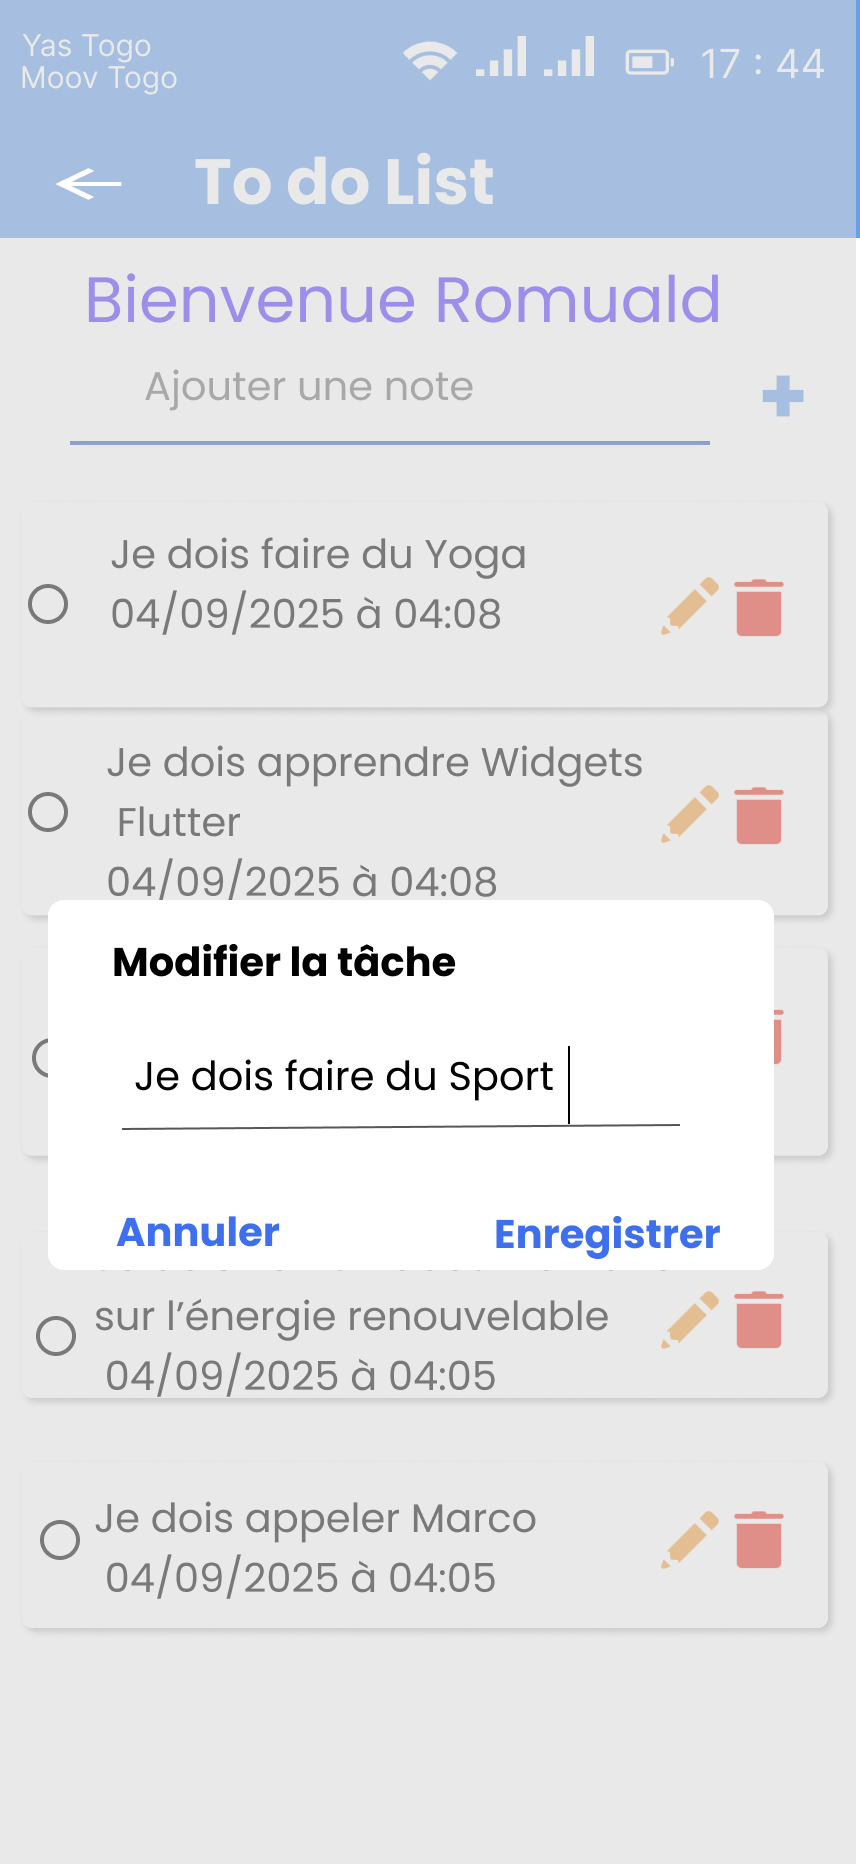 Yas Togo
Moov Togo
17 : 44
To do List
Bienvenue Romuald
Ajouter une note
Je dois faire du Yoga
04/09/2025 à 04:08
Je dois apprendre Widgets
Flutter
04/09/2025 à 04:08
Modifier la tâche
Je dois faire du Sport
Annuler
Enregistrer
sur l’énergie renouvelable
04/09/2025 à 04:05
Je dois appeler Marco
04/09/2025 à 04:05